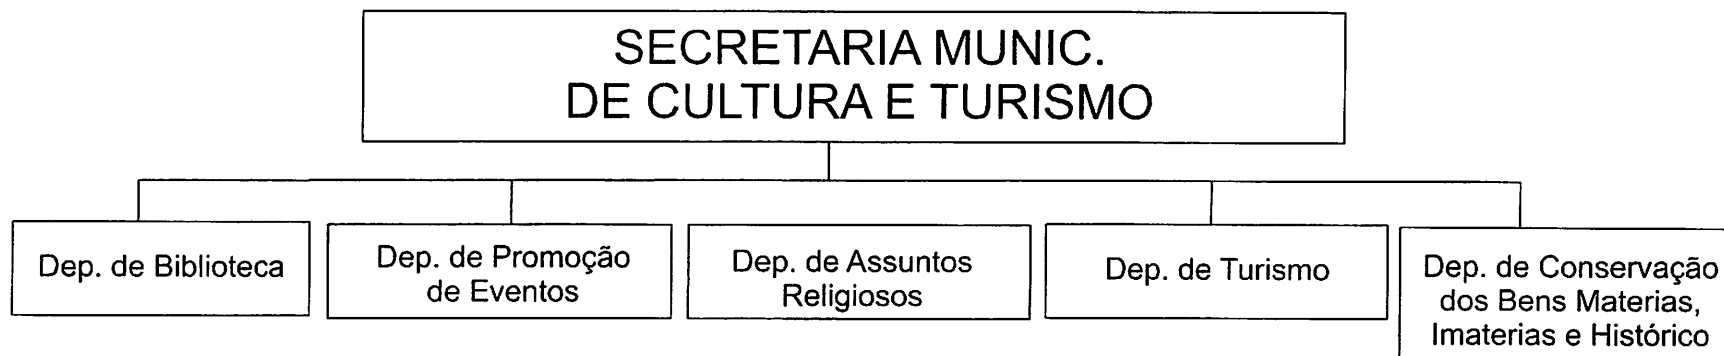 SECRETARIA MUNIC.
DE CULTURA E TURISMO
Dep. de Biblioteca
Dep. de Promoção
de Eventos
Dep. de Assuntos
Religiosos
Dep. de Turismo
Dep. de Conservação
dos Bens Materias,
Imaterias e Histórico